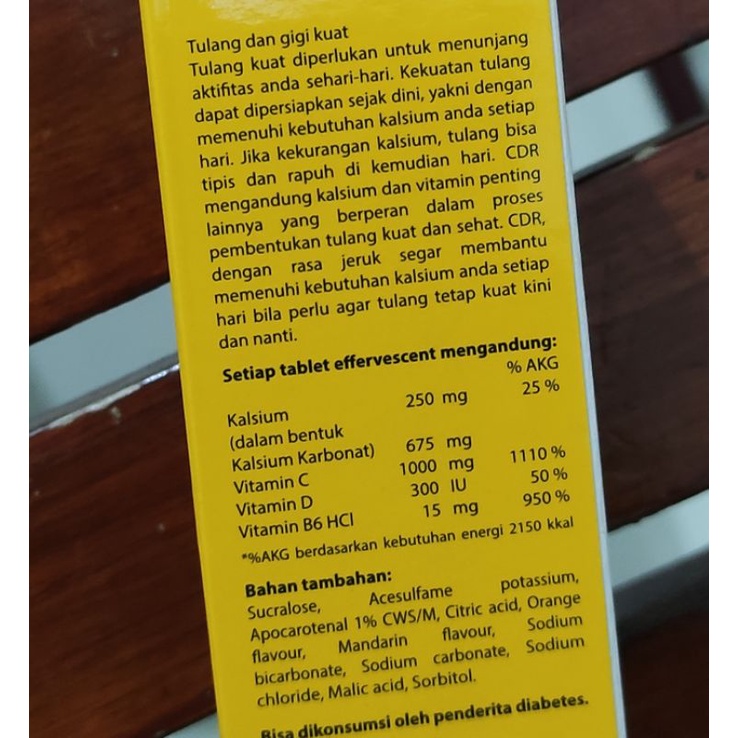 Tulang dan gigi kuat
Tulang kuat diperlukan untuk menunjang
aktifitas anda sehari-hari. Kekuatan tulang
dapat dipersiapkan sejak dini, yakni dengan
memenuhi kebutuhan kalsium anda setiap
hari. Jika kekurangan kalsium, tulang bisa
tipis dan rapuh di kemudian hari. CDR
mengandung kalsium dan vitamin penting
lainnya yang berperan dalam proses
pembentukan tulang kuat dan sehat. CDR,
dengan rasa jeruk segar membantu
memenuhi kebutuhan kalsium anda setiap
hari bila perlu agar tulang tetap kuat kini
dan nanti.
Setiap tablet effervescent mengandung:
% AKG
Kalsium 250 mg 25 %
(dalam bentuk
Kalsium Karbonat) 675 mg
Vitamin C 1000 mg 1110 %
Vitamin D 300 IU 50 %
Vitamin B6 HCl 15 mg 950 %
*%AKG berdasarkan kebutuhan energi 2150 kkal
Bahan tambahan:
Sucralose, Acesulfame potassium,
Apocarotenal 1% CWS/M, Citric acid, Orange
flavour, Mandarin flavour, Sodium
bicarbonate, Sodium carbonate, Sodium
chloride, Malic acid, Sorbitol.
Bisa dikonsumsi oleh penderita diabetes.